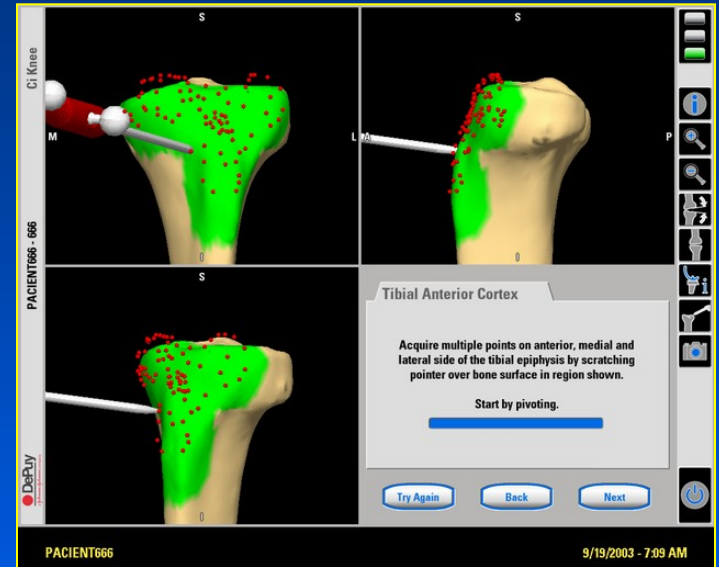 Ci Knee
PACIENT666 - 666
DePuy
S
M
L
I
S
A
P
I
S
I
Tibial Anterior Cortex
Acquire multiple points on anterior, medial and
lateral side of the tibial epiphysis by scratching
pointer over bone surface in region shown.
Start by pivoting.
Try Again
Back
Next
i
i
PACIENT666
9/19/2003 - 7:09 AM